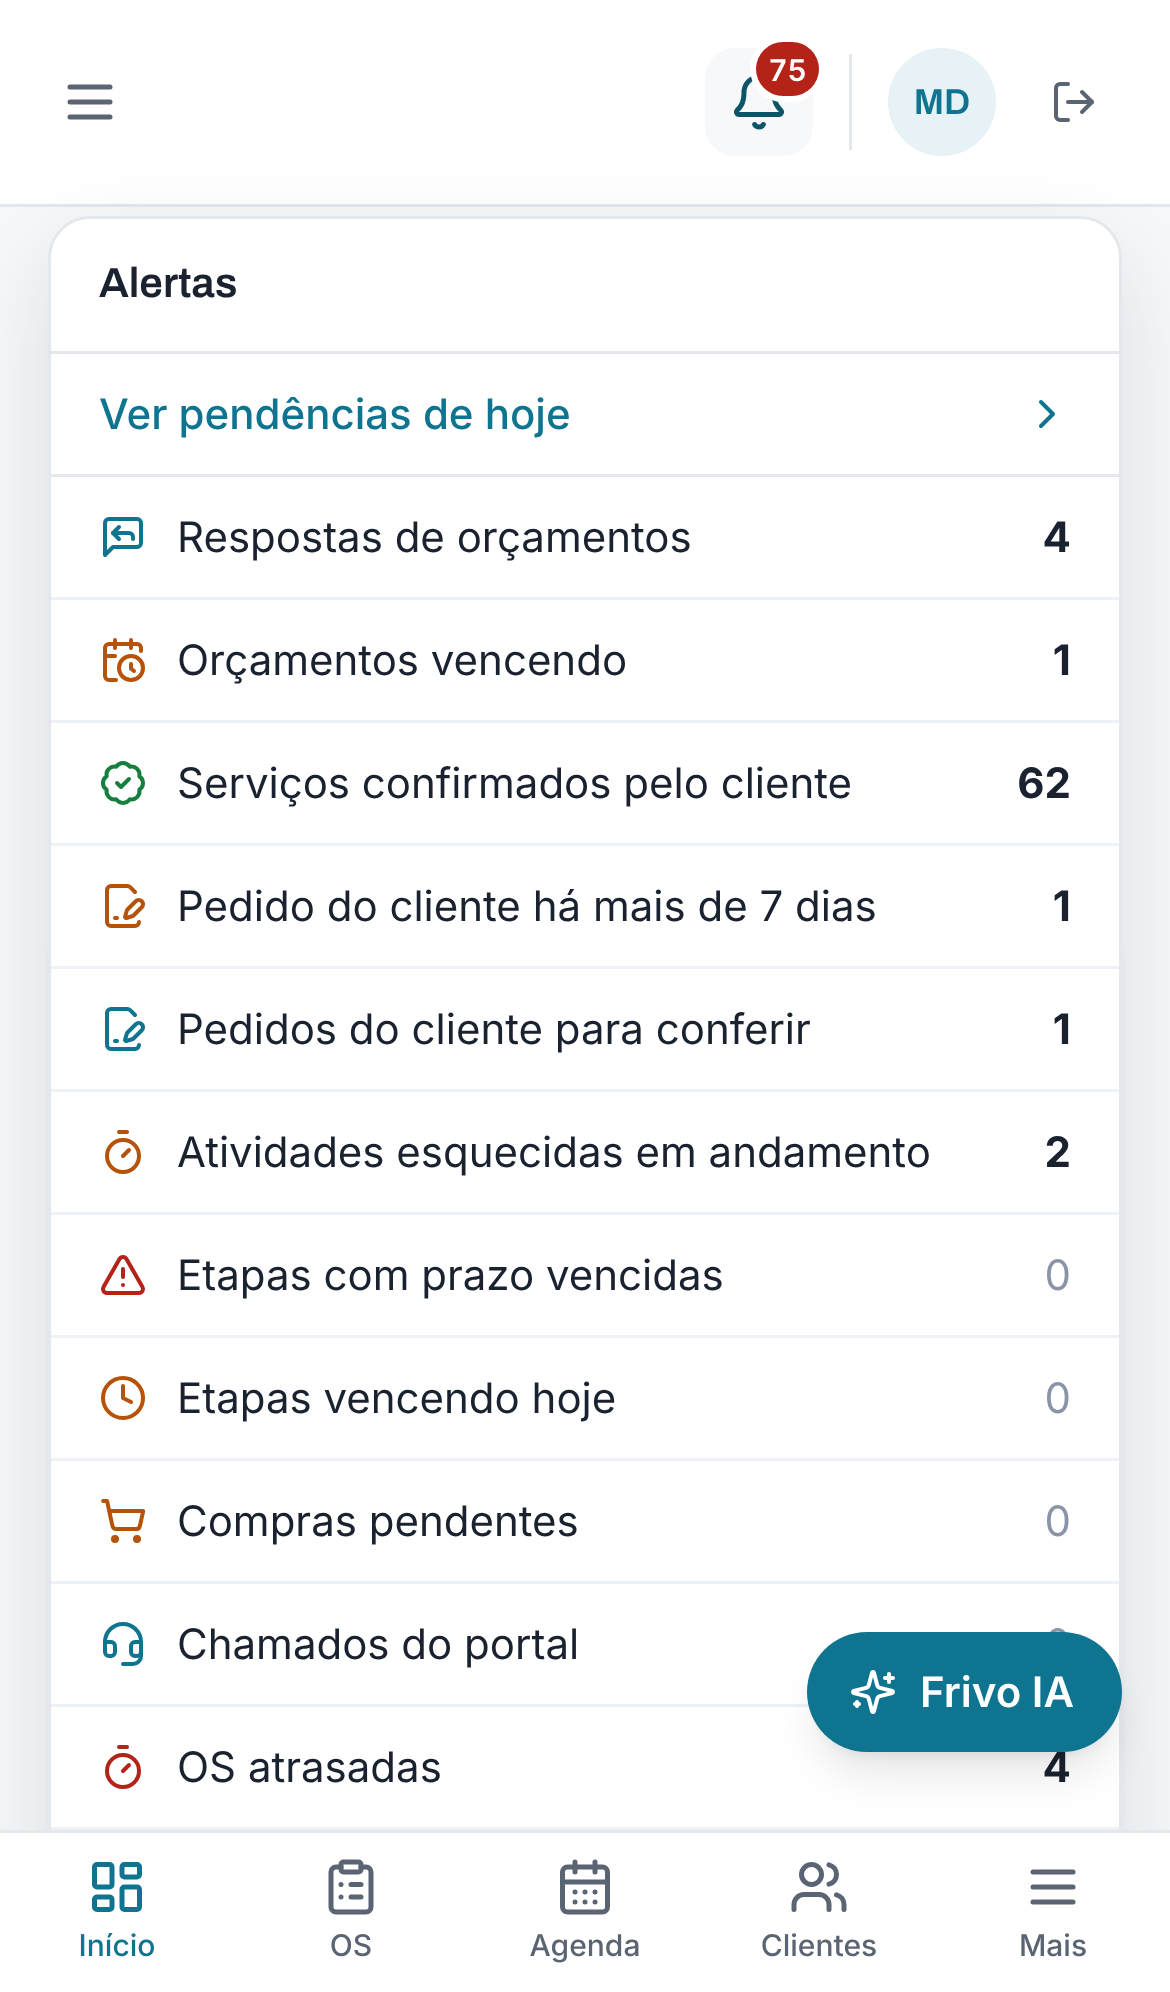 75
MD
Alertas
Ver pendências de hoje
Respostas de orçamentos 4
Orçamentos vencendo 1
Serviços confirmados pelo cliente 62
Pedido do cliente há mais de 7 dias 1
Pedidos do cliente para conferir 1
Atividades esquecidas em andamento 2
Etapas com prazo vencidas 0
Etapas vencendo hoje 0
Compras pendentes 0
Chamados do portal
Frivo IA
OS atrasadas 4
Início
OS
Agenda
Clientes
Mais